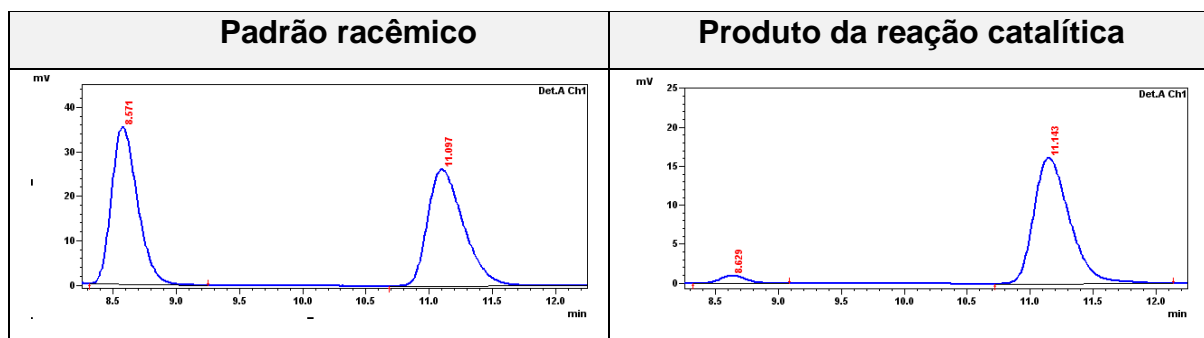 Padrão racêmico
Produto da reação catalítica
mV
Det.A Ch1
8.571
11.097
40
30
20
10
0
8.5 9.0 9.5 10.0 10.5 11.0 11.5 12.0
min
mV
Det.A Ch1
8.629
11.143
25
20
15
10
5
0
8.5 9.0 9.5 10.0 10.5 11.0 11.5 12.0
min